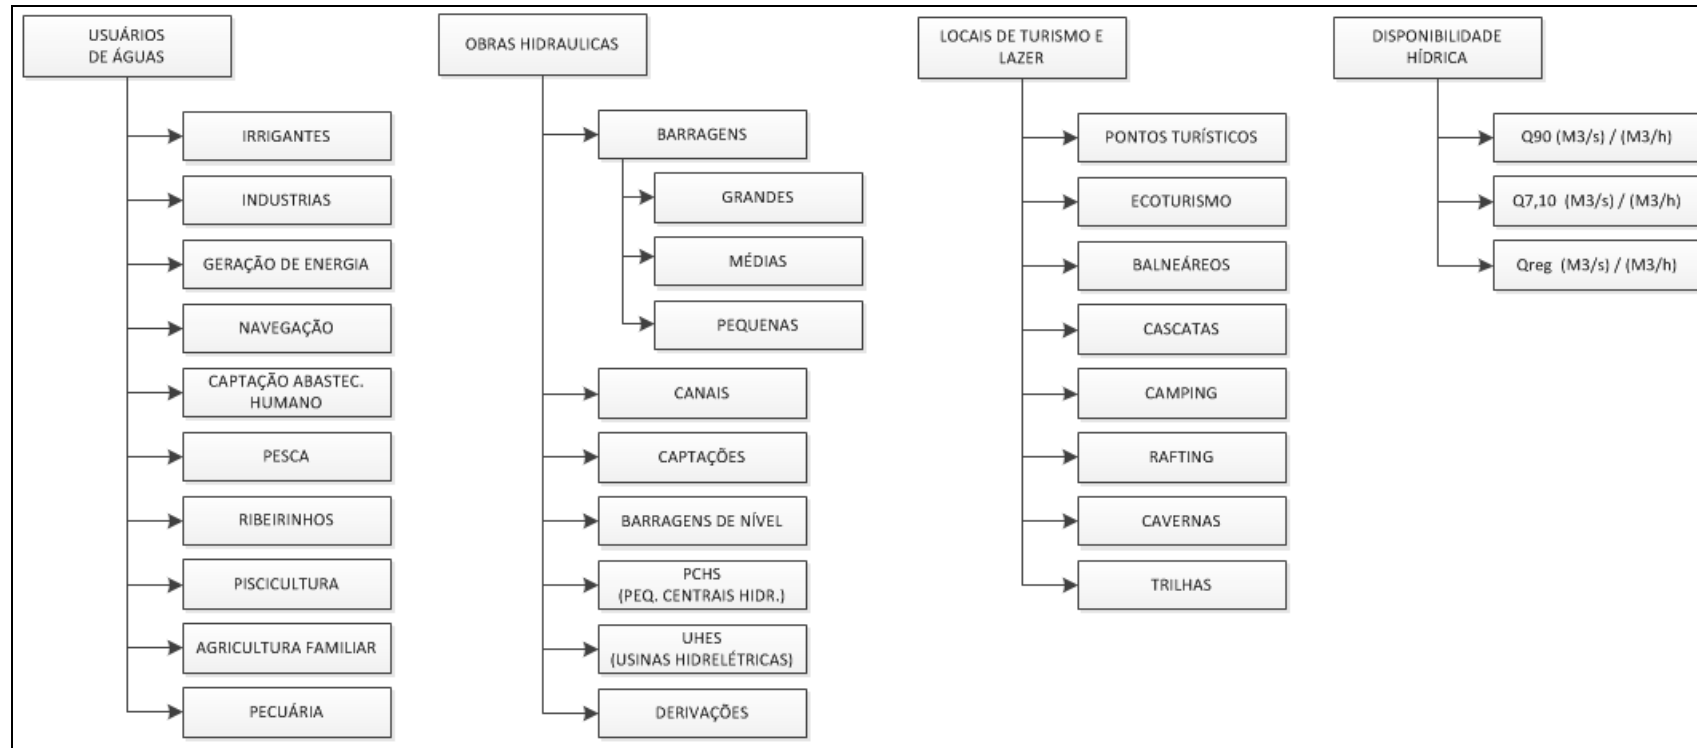 USUÁRIOS
DE ÁGUAS
IRRIGANTES
INDUSTRIAS
GERAÇÃO DE ENERGIA
NAVEGAÇÃO
CAPTAÇÃO ABASTEC.
HUMANO
PESCA
RIBEIRINHOS
PISCICULTURA
AGRICULTURA FAMILIAR
PECUÁRIA
OBRAS HIDRAULICAS
BARRAGENS
GRANDES
MÉDIAS
PEQUENAS
CANAIS
CAPTAÇÕES
BARRAGENS DE NÍVEL
PCHS
(PEQ. CENTRAIS HIDR.)
UHES
(USINAS HIDRELÉTRICAS)
DERIVAÇÕES
LOCAIS DE TURISMO E
LAZER
PONTOS TURÍSTICOS
ECOTURISMO
BALNEÁREOS
CASCATAS
CAMPING
RAFTING
CAVERNAS
TRILHAS
DISPONIBILIDADE
HÍDRICA
Q90 (M3/s) / (M3/h)
Q7,10 (M3/s) / (M3/h)
Qreg (M3/s) / (M3/h)